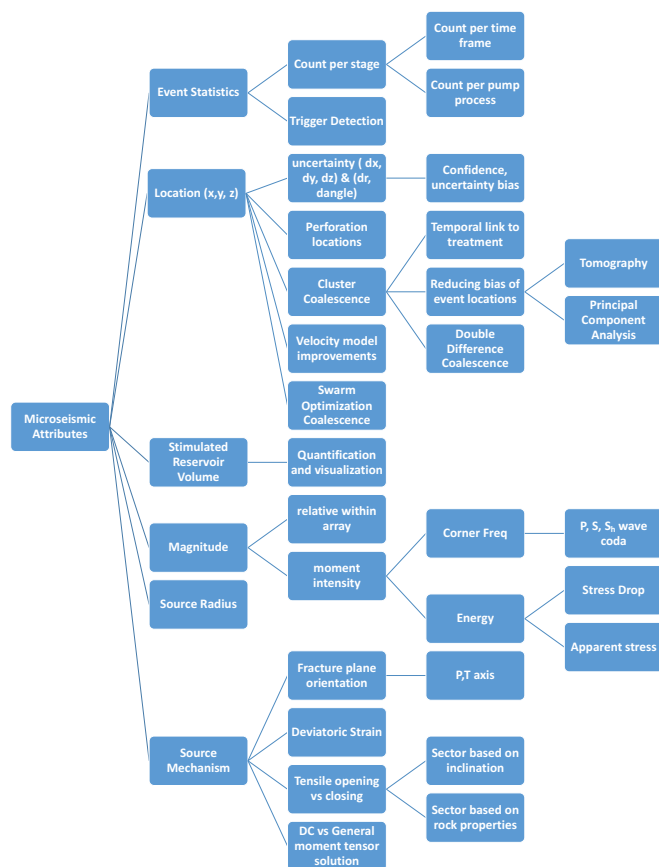 Microseismic
Attributes
Event Statistics
Count per stage
Count per time
frame
Count per pump
process
Trigger Detection
Location (x,y, z)
uncertainty ( dx,
dy, dz) & (dr,
dangle)
Confidence,
uncertainty bias
Perforation
locations
Cluster
Coalescence
Temporal link to
treatment
Reducing bias of
event locations
Tomography
Principal
Component
Analysis
Double
Difference
Coalescence
Velocity model
improvements
Swarm
Optimization
Coalescence
Stimulated
Reservoir
Volume
Quantification
and visualization
Magnitude
relative within
array
moment
intensity
Corner Freq
P, S, Sh wave
coda
Energy
Stress Drop
Apparent stress
Source Radius
Source
Mechanism
Fracture plane
orientation
P,T axis
Deviatoric Strain
Tensile opening
vs closing
Sector based on
inclination
Sector based on
rock properties
DC vs General
moment tensor
solution